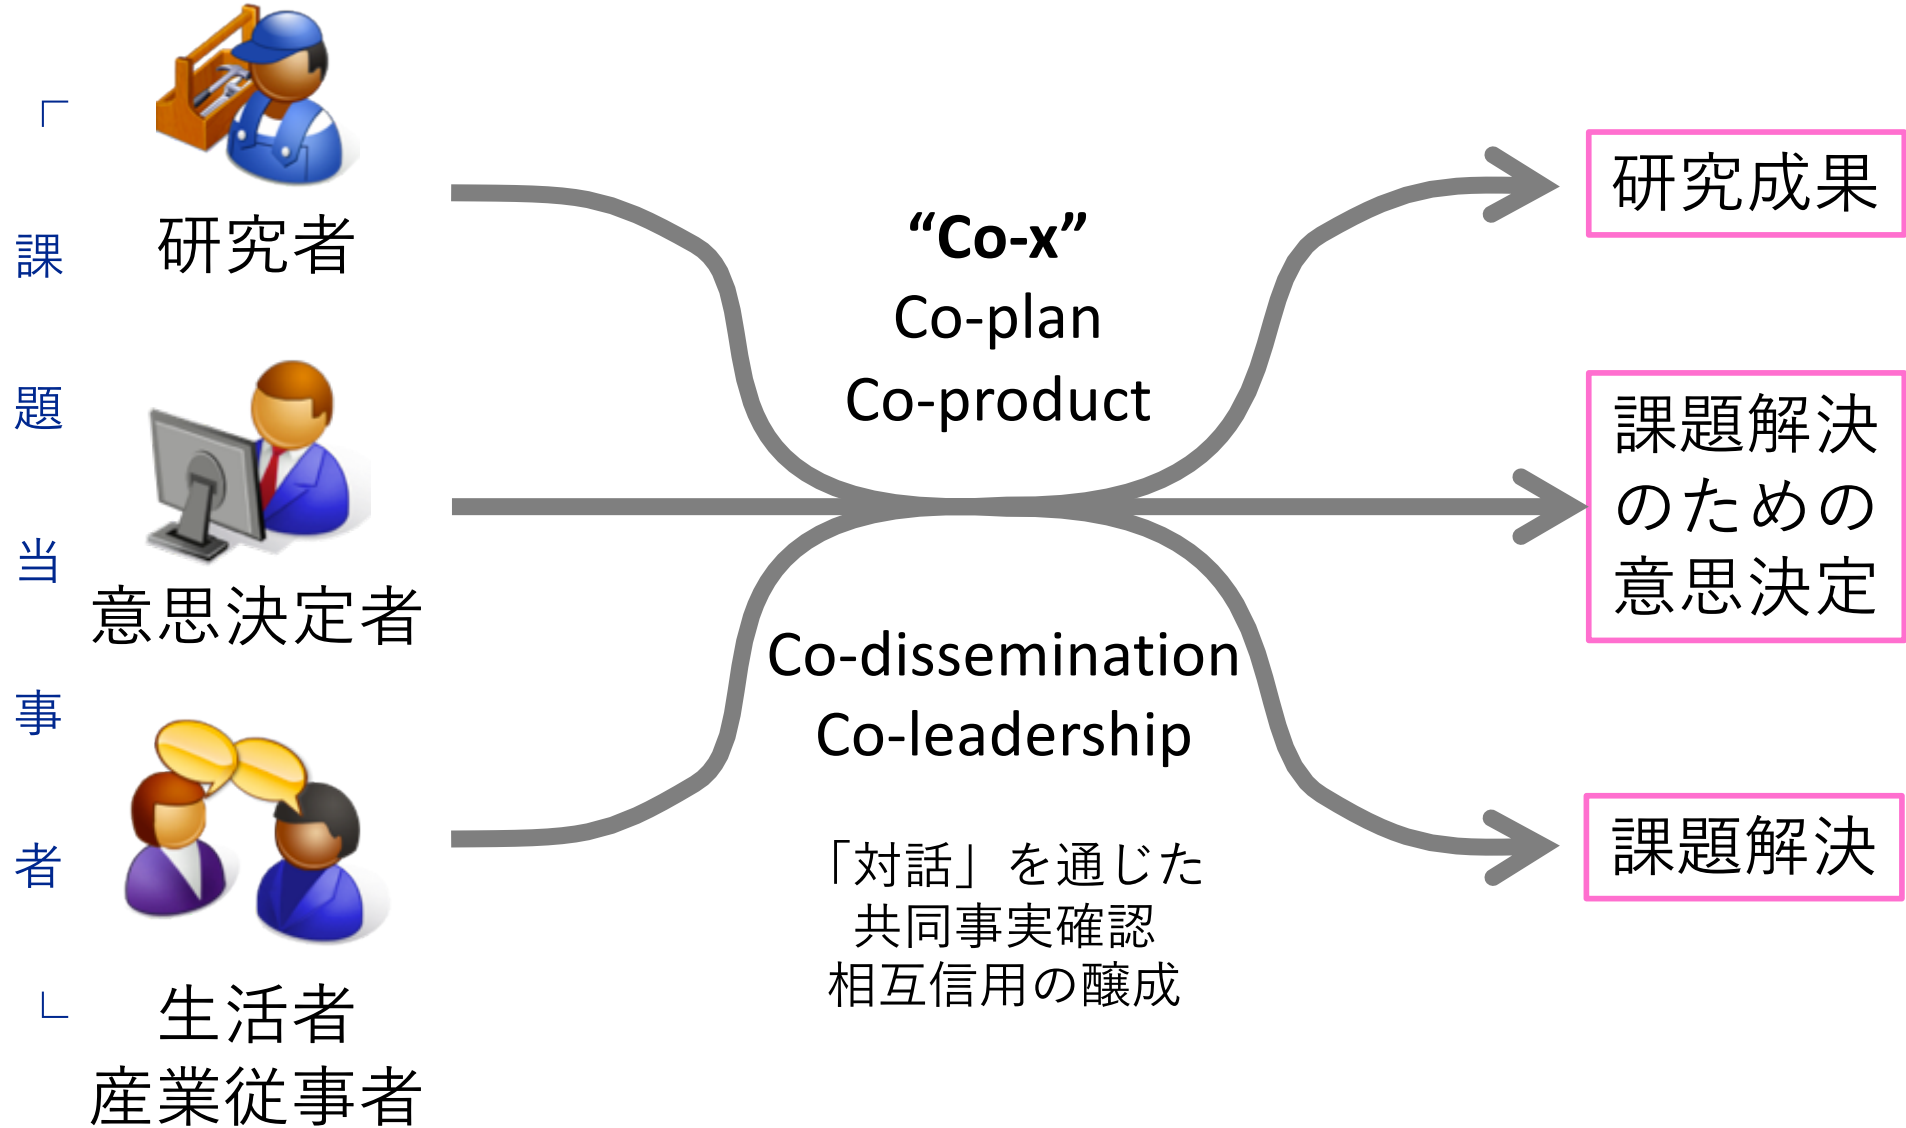 「課題当事者」
研究者
意思決定者
生活者
産業従事者
“Co-x”
Co-plan
Co-product
Co-dissemination
Co-leadership
「対話」を通じた
共同事実確認
相互信用の醸成
研究成果
課題解決
のための
意思決定
課題解決